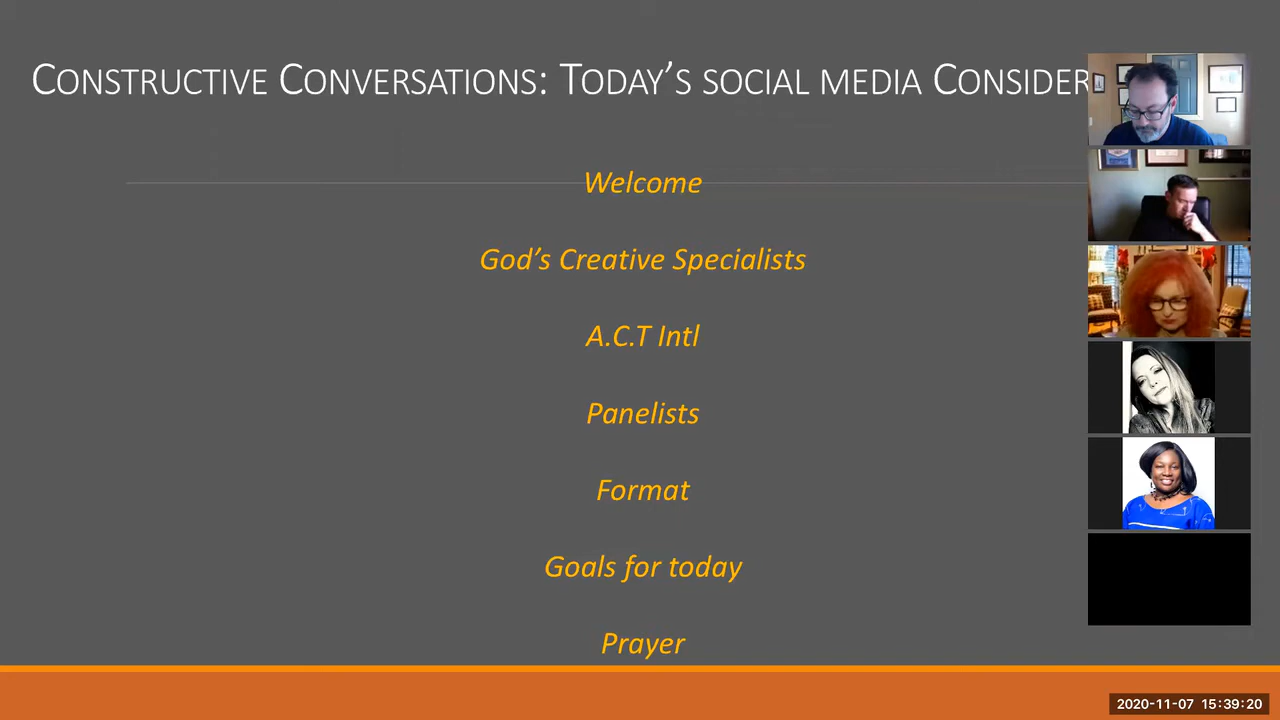 Constructive Conversations: Today's social media Consider
Welcome
God's Creative Specialists
A.C.T Intl
Panelists
Format
Goals for today
Prayer
2020-11-07 15:39:20